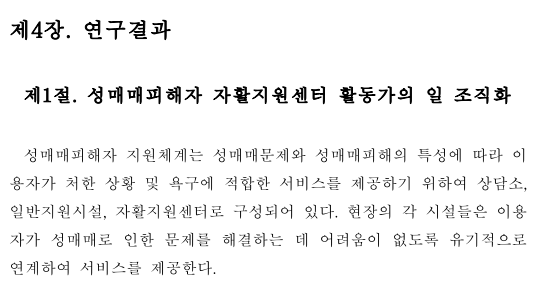 제4장. 연구결과
제1절. 성매매피해자 자활지원센터 활동가의 일 조직화
성매매피해자 지원체계는 성매매문제와 성매매피해의 특성에 따라 이
용자가 처한 상황 및 욕구에 적합한 서비스를 제공하기 위하여 상담소,
일반지원시설, 자활지원센터로 구성되어 있다. 현장의 각 시설들은 이용
자가 성매매로 인한 문제를 해결하는 데 어려움이 없도록 유기적으로
연계하여 서비스를 제공한다.